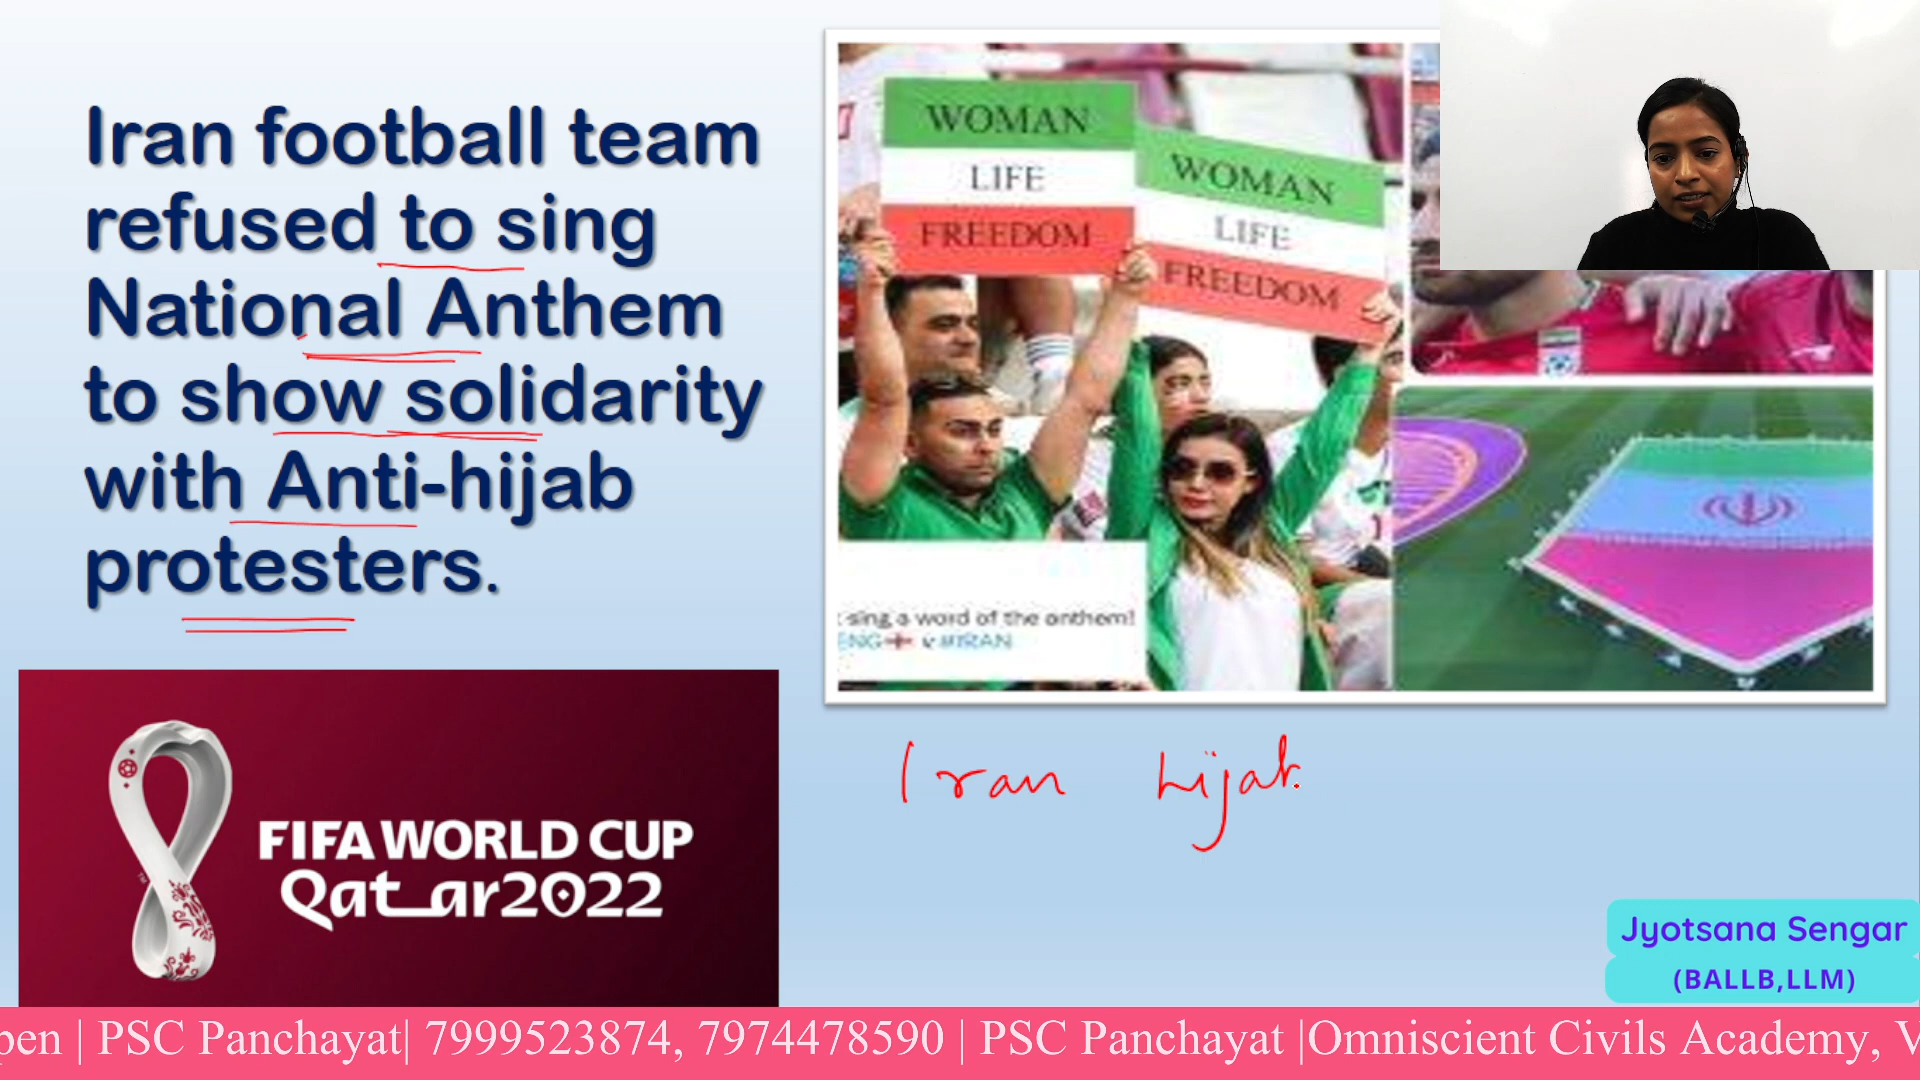 Iran football team
refused to sing
National Anthem
to show solidarity
with Anti-hijab
protesters.
WOMAN
LIFE
FREEDOM
WOMAN
LIFE
FREEDOM
sing a word of the anthem!
ENG v #IRAN
FIFA WORLD CUP
Qatar2022
TM
Iran hijab
Jyotsana Sengar
(BALLB,LLM)
pen | PSC Panchayat| 7999523874, 7974478590 | PSC Panchayat |Omniscient Civils Academy, V